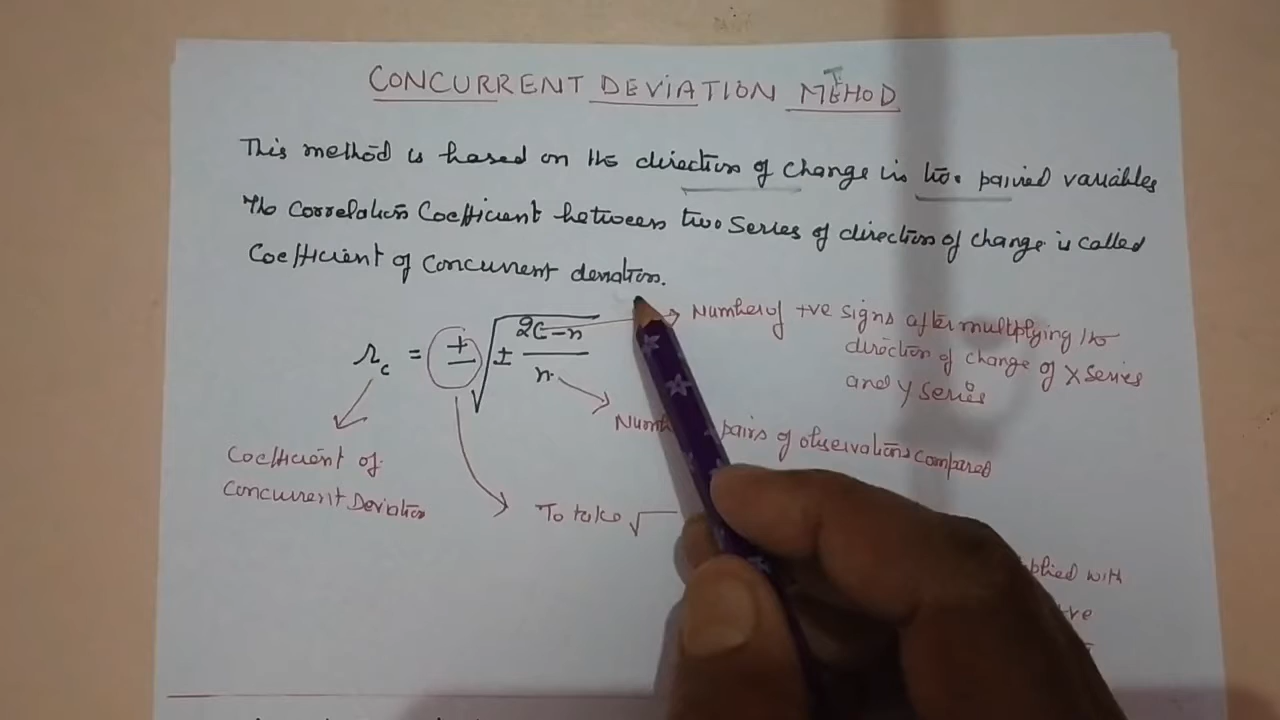 CONCURRENT DEVIATION METHOD
This method is based on the direction of change in two paired variables
The correlation coefficient between two series of direction of change is called
coefficient of concurrent deviation.
r_c = ± √(± (2C-n)/n)
Number of +ve signs after multiplying the
direction of change of X series
and Y series
pairs of observations compared
Coefficient of
Concurrent Deviation
To take √
with
+ve